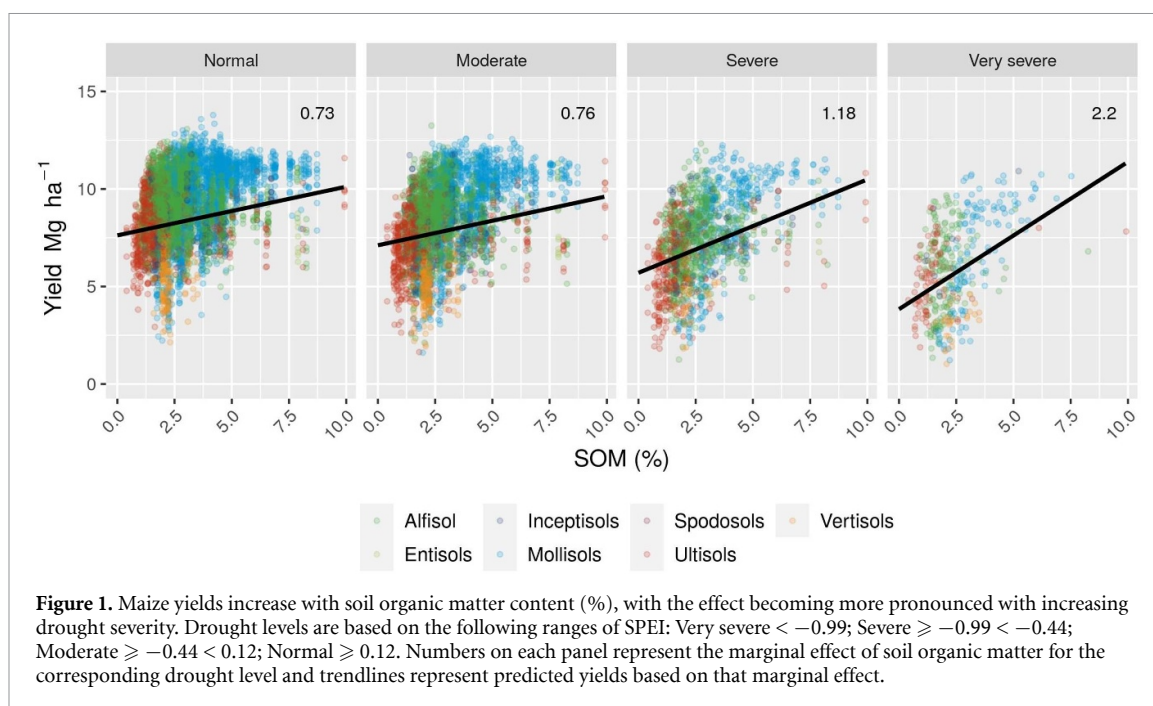 Normal Moderate Severe Very severe
15
0.73 0.76 1.18 2.2
10
5
0
Yield Mg ha⁻¹
0.0 2.5 5.0 7.5 10.0 0.0 2.5 5.0 7.5 10.0 0.0 2.5 5.0 7.5 10.0 0.0 2.5 5.0 7.5 10.0
SOM (%)
Alfisol Inceptisols Spodosols Vertisols
Entisols Mollisols Ultisols
Figure 1. Maize yields increase with soil organic matter content (%), with the effect becoming more pronounced with increasing
drought severity. Drought levels are based on the following ranges of SPEI: Very severe < −0.99; Severe ⩾ −0.99 < −0.44;
Moderate ⩾ −0.44 < 0.12; Normal ⩾ 0.12. Numbers on each panel represent the marginal effect of soil organic matter for the
corresponding drought level and trendlines represent predicted yields based on that marginal effect.